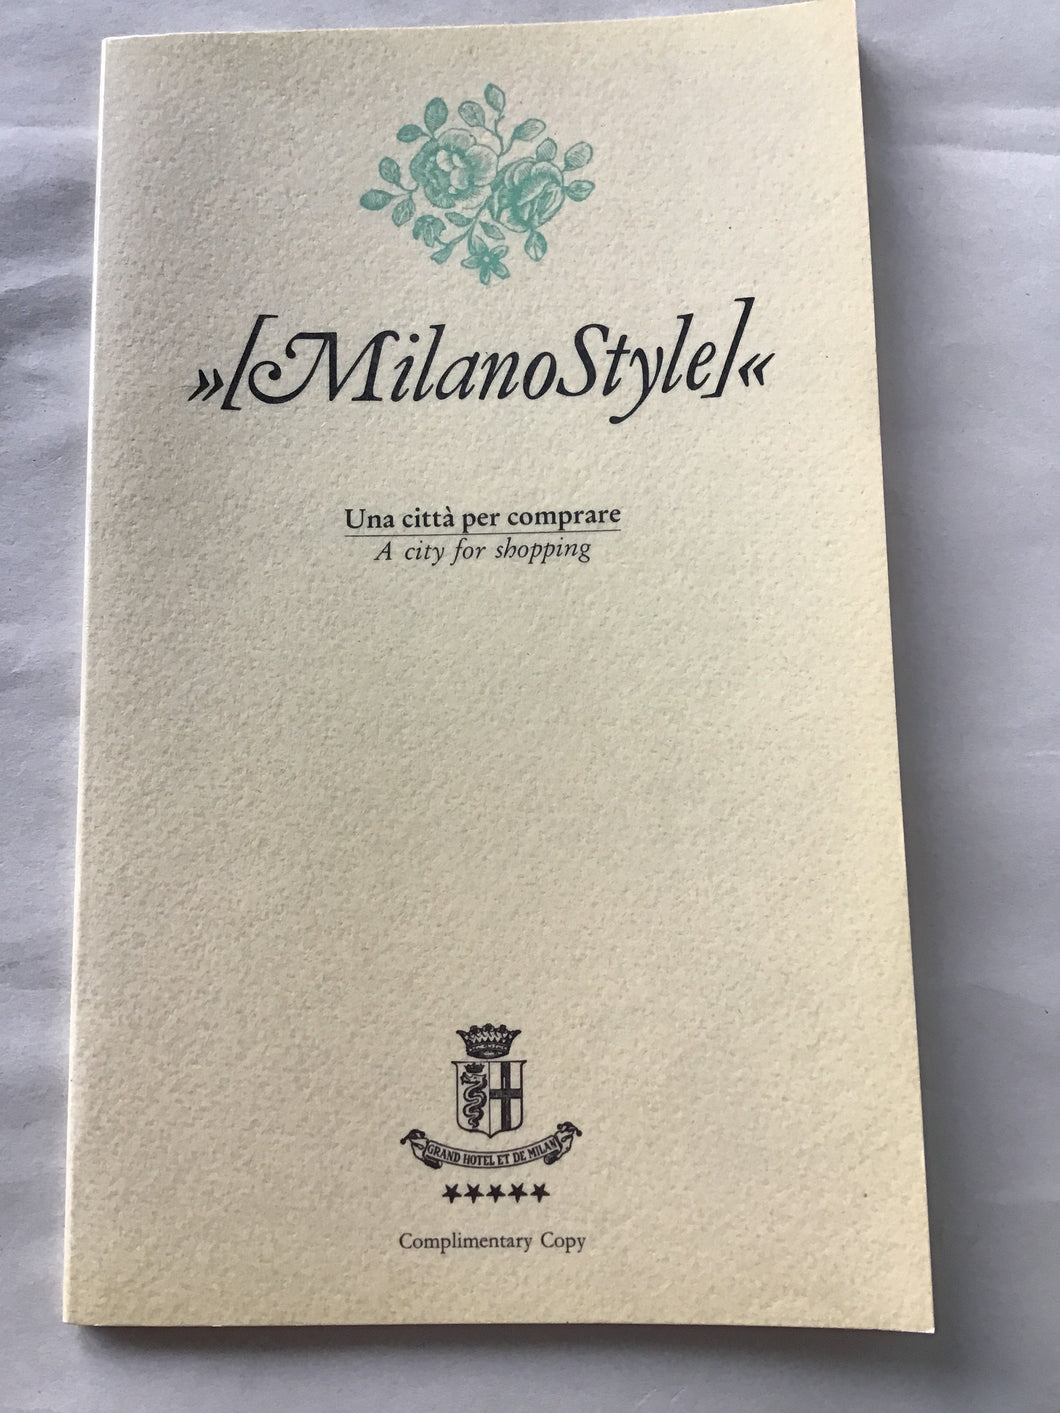 »[MilanoStyle]«
Una città per comprare
A city for shopping
GRAND HOTEL ET DE MILAN
★★★★★
Complimentary Copy